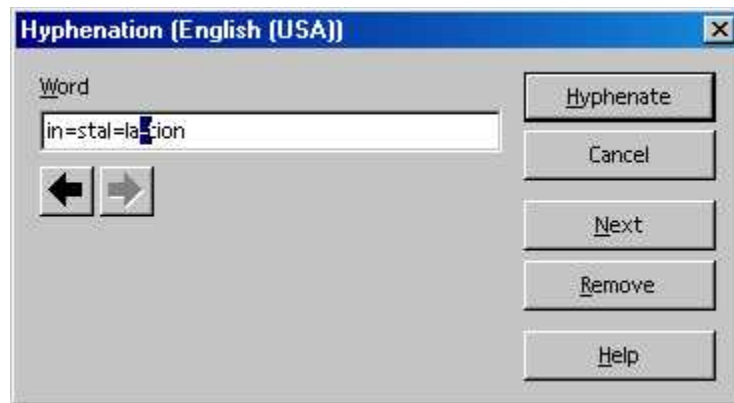 Hyphenation (English (USA))
Word
in=stal=la-tion
Hyphenate
Cancel
Next
Remove
Help